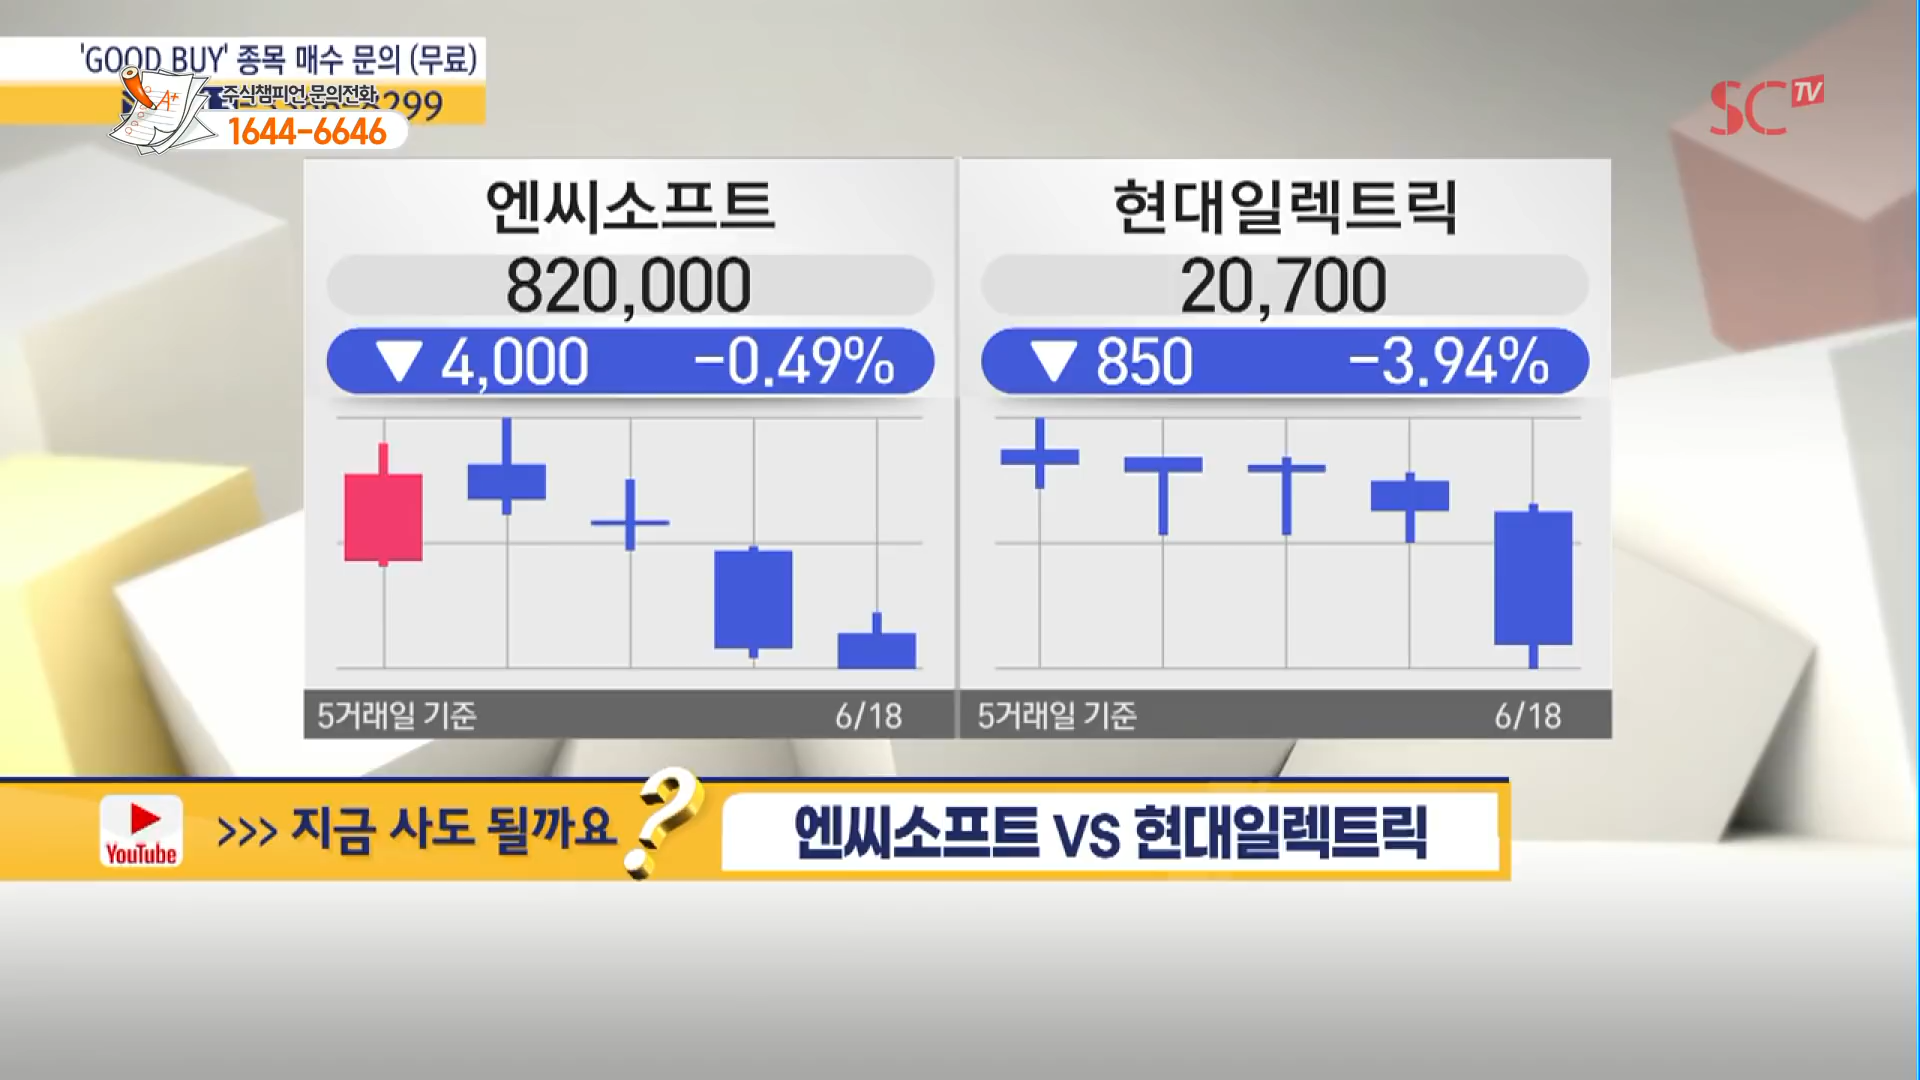 'GOOD BUY' 종목 매수 문의 (무료)
주식챔피언 문의전화
299
1644-6646
A+
SC TV
엔씨소프트
820,000
▼ 4,000 -0.49%
5거래일 기준 6/18
현대일렉트릭
20,700
▼ 850 -3.94%
5거래일 기준 6/18
YouTube
>>> 지금 사도 될까요?
엔씨소프트 VS 현대일렉트릭